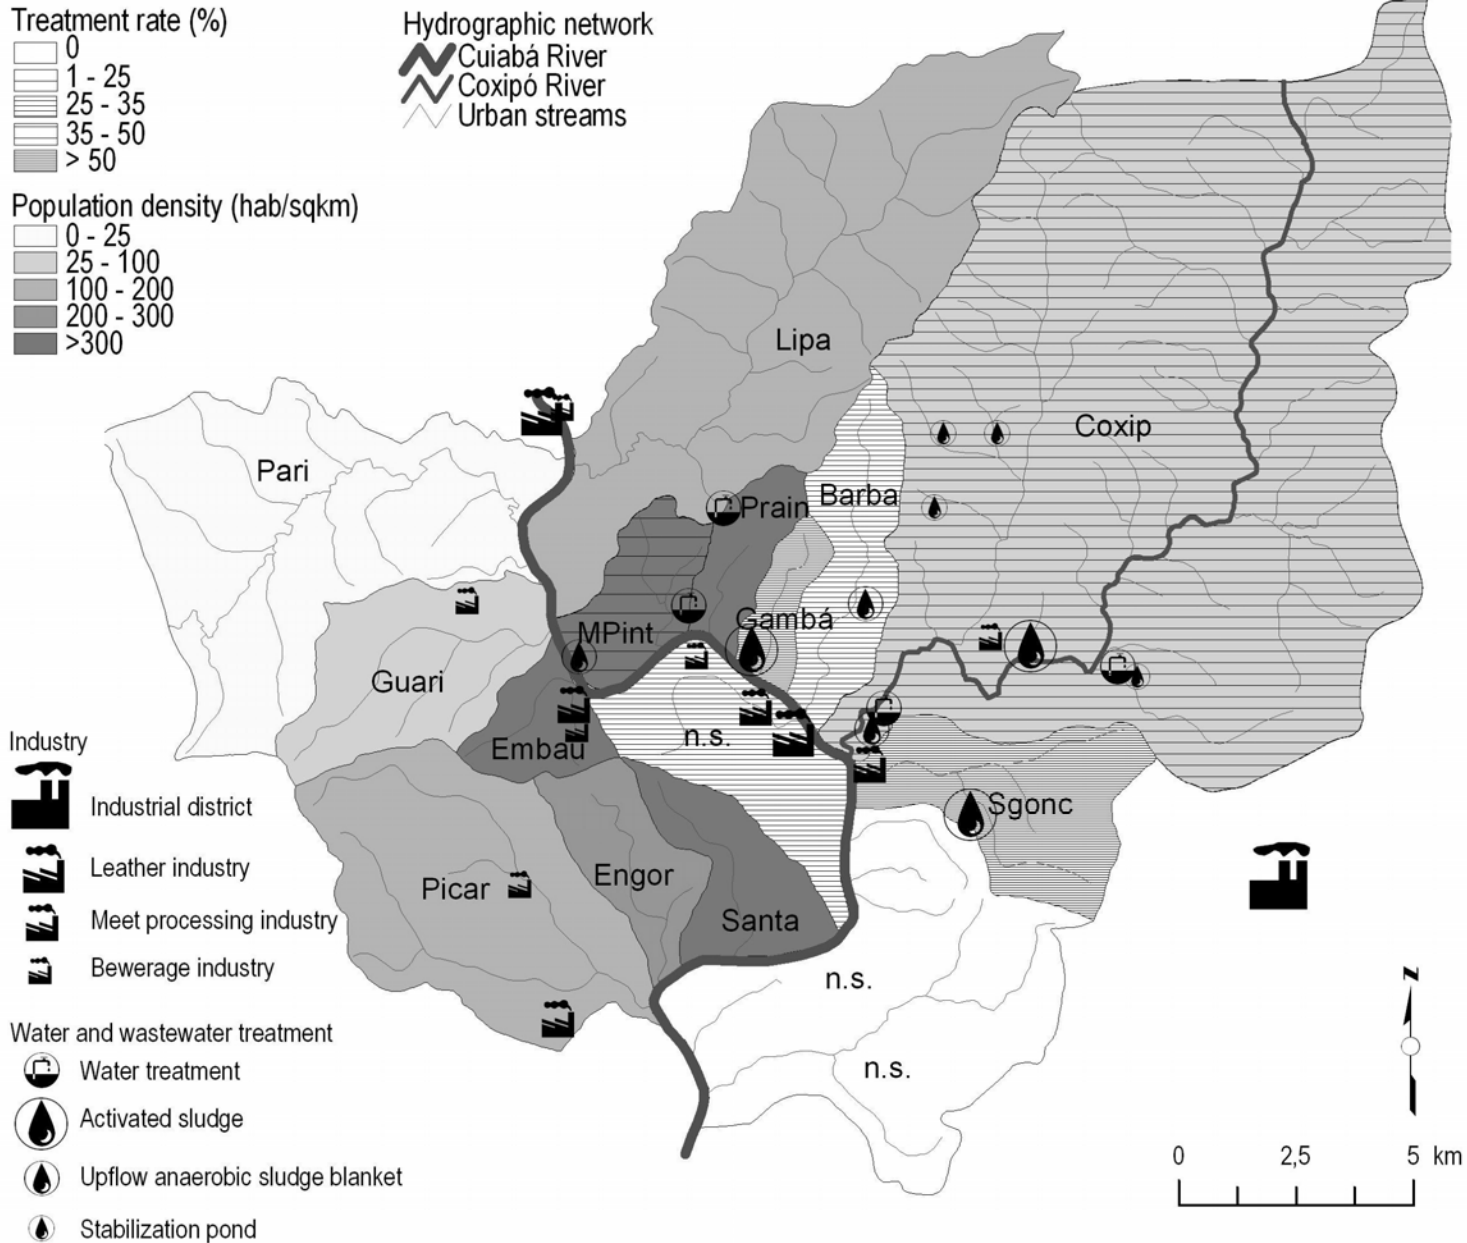 Treatment rate (%)
0
1 - 25
25 - 35
35 - 50
> 50
Population density (hab/sqkm)
0 - 25
25 - 100
100 - 200
200 - 300
>300
Hydrographic network
Cuiabá River
Coxipó River
Urban streams
Lipa
Coxip
Pari
Barba
Prain
Gambá
MPint
Guari
n.s.
Embau
Sgonc
Engor
Picar
Santa
n.s.
n.s.
Industry
Industrial district
Leather industry
Meet processing industry
Bewerage industry
Water and wastewater treatment
Water treatment
Activated sludge
Upflow anaerobic sludge blanket
Stabilization pond
N
0 2,5 5 km